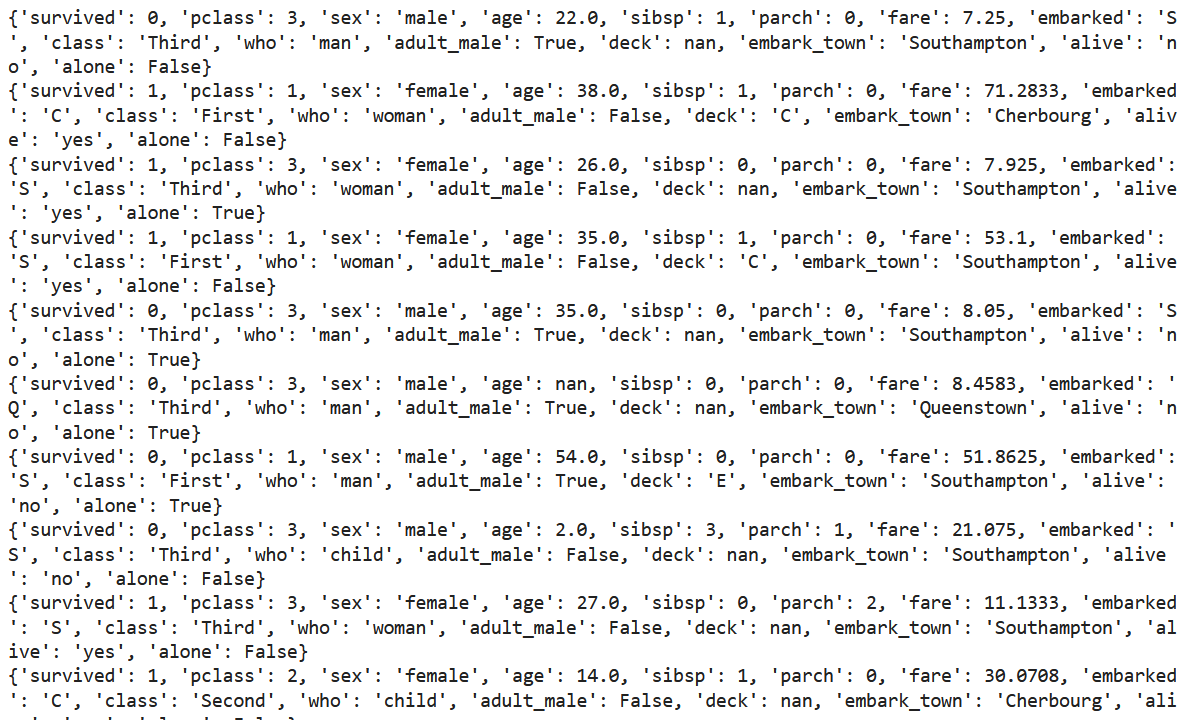 {'survived': 0, 'pclass': 3, 'sex': 'male', 'age': 22.0, 'sibsp': 1, 'parch': 0, 'fare': 7.25, 'embarked': 'S
', 'class': 'Third', 'who': 'man', 'adult_male': True, 'deck': nan, 'embark_town': 'Southampton', 'alive': 'n
o', 'alone': False}
{'survived': 1, 'pclass': 1, 'sex': 'female', 'age': 38.0, 'sibsp': 1, 'parch': 0, 'fare': 71.2833, 'embarked
': 'C', 'class': 'First', 'who': 'woman', 'adult_male': False, 'deck': 'C', 'embark_town': 'Cherbourg', 'aliv
e': 'yes', 'alone': False}
{'survived': 1, 'pclass': 3, 'sex': 'female', 'age': 26.0, 'sibsp': 0, 'parch': 0, 'fare': 7.925, 'embarked':
'S', 'class': 'Third', 'who': 'woman', 'adult_male': False, 'deck': nan, 'embark_town': 'Southampton', 'alive
': 'yes', 'alone': True}
{'survived': 1, 'pclass': 1, 'sex': 'female', 'age': 35.0, 'sibsp': 1, 'parch': 0, 'fare': 53.1, 'embarked':
'S', 'class': 'First', 'who': 'woman', 'adult_male': False, 'deck': 'C', 'embark_town': 'Southampton', 'alive
': 'yes', 'alone': False}
{'survived': 0, 'pclass': 3, 'sex': 'male', 'age': 35.0, 'sibsp': 0, 'parch': 0, 'fare': 8.05, 'embarked': 'S
', 'class': 'Third', 'who': 'man', 'adult_male': True, 'deck': nan, 'embark_town': 'Southampton', 'alive': 'n
o', 'alone': True}
{'survived': 0, 'pclass': 3, 'sex': 'male', 'age': nan, 'sibsp': 0, 'parch': 0, 'fare': 8.4583, 'embarked': '
Q', 'class': 'Third', 'who': 'man', 'adult_male': True, 'deck': nan, 'embark_town': 'Queenstown', 'alive': 'n
o', 'alone': True}
{'survived': 0, 'pclass': 1, 'sex': 'male', 'age': 54.0, 'sibsp': 0, 'parch': 0, 'fare': 51.8625, 'embarked':
'S', 'class': 'First', 'who': 'man', 'adult_male': True, 'deck': 'E', 'embark_town': 'Southampton', 'alive':
'no', 'alone': True}
{'survived': 0, 'pclass': 3, 'sex': 'male', 'age': 2.0, 'sibsp': 3, 'parch': 1, 'fare': 21.075, 'embarked': '
S', 'class': 'Third', 'who': 'child', 'adult_male': False, 'deck': nan, 'embark_town': 'Southampton', 'alive
': 'no', 'alone': False}
{'survived': 1, 'pclass': 3, 'sex': 'female', 'age': 27.0, 'sibsp': 0, 'parch': 2, 'fare': 11.1333, 'embarked
': 'S', 'class': 'Third', 'who': 'woman', 'adult_male': False, 'deck': nan, 'embark_town': 'Southampton', 'al
ive': 'yes', 'alone': False}
{'survived': 1, 'pclass': 2, 'sex': 'female', 'age': 14.0, 'sibsp': 1, 'parch': 0, 'fare': 30.0708, 'embarked
': 'C', 'class': 'Second', 'who': 'child', 'adult_male': False, 'deck': nan, 'embark_town': 'Cherbourg', 'ali